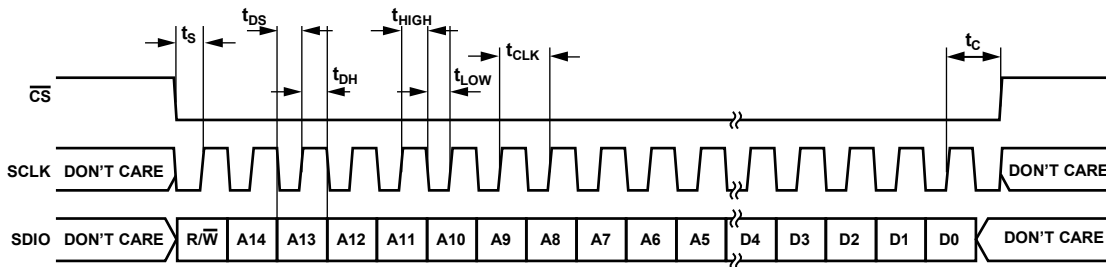 tDS
tHIGH
tS
tCLK
tC
tDH
tLOW
CS
SCLK DON'T CARE DON'T CARE
SDIO DON'T CARE R/W A14 A13 A12 A11 A10 A9 A8 A7 A6 A5 D4 D3 D2 D1 D0 DON'T CARE